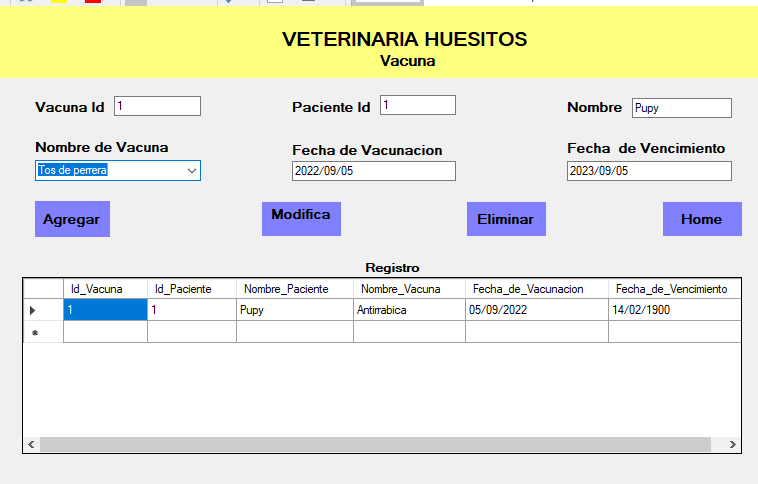 VETERINARIA HUESITOS
Vacuna
Vacuna Id 1 Paciente Id 1 Nombre Pupy
Nombre de Vacuna Fecha de Vacunacion Fecha de Vencimiento
Tos de perrera 2022/09/05 2023/09/05
Agregar Modifica Eliminar Home
Registro
Id_Vacuna Id_Paciente Nombre_Paciente Nombre_Vacuna Fecha_de_Vacunacion Fecha_de_Vencimiento
1 1 Pupy Antirrabica 05/09/2022 14/02/1900